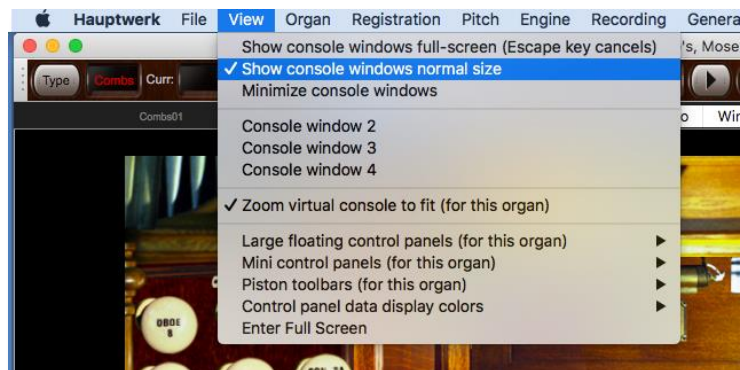 Hauptwerk File View Organ Registration Pitch Engine Recording Genera
's, Mose
Type Combs Curr:
Combs01
o Wir
Show console windows full-screen (Escape key cancels)
✓ Show console windows normal size
Minimize console windows
Console window 2
Console window 3
Console window 4
✓ Zoom virtual console to fit (for this organ)
Large floating control panels (for this organ)
Mini control panels (for this organ)
Piston toolbars (for this organ)
Control panel data display colors
Enter Full Screen
OBOE
8